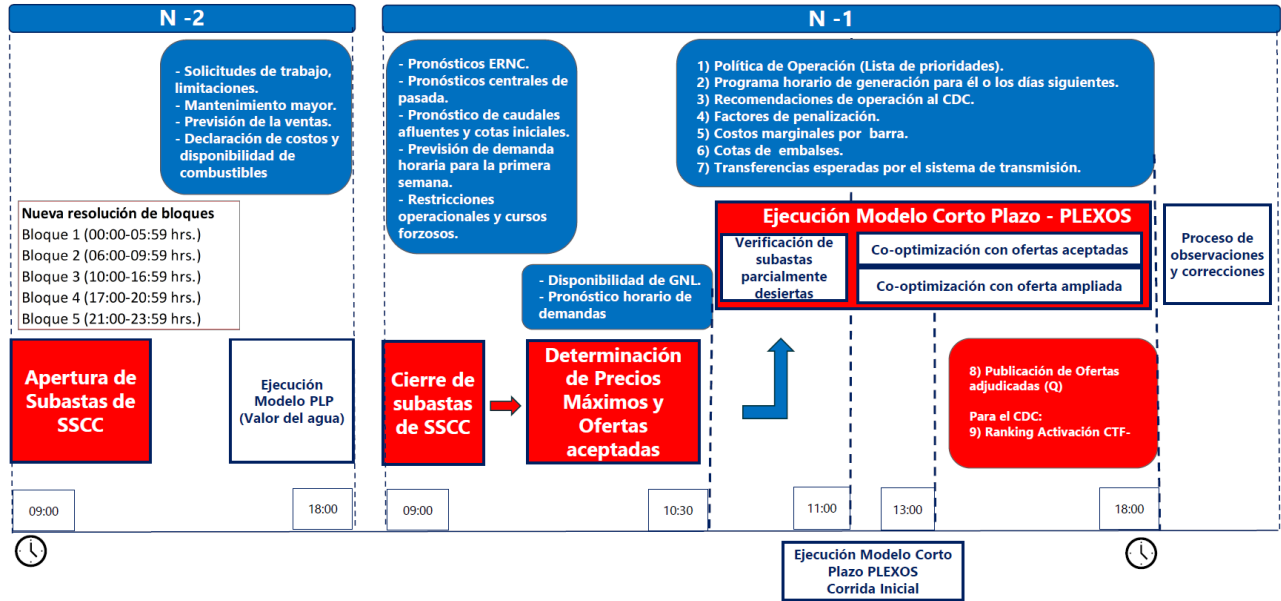 N -2
N -1
- Solicitudes de trabajo,
limitaciones.
- Mantenimiento mayor.
- Previsión de la ventas.
- Declaración de costos y
disponibilidad de
combustibles
- Pronósticos ERNC.
- Pronósticos centrales de
pasada.
- Pronóstico de caudales
afluentes y cotas iniciales.
- Previsión de demanda
horaria para la primera
semana.
- Restricciones
operacionales y cursos
forzosos.
1) Política de Operación (Lista de prioridades).
2) Programa horario de generación para él o los días siguientes.
3) Recomendaciones de operación al CDC.
4) Factores de penalización.
5) Costos marginales por barra.
6) Cotas de embalses.
7) Transferencias esperadas por el sistema de transmisión.
Nueva resolución de bloques
Bloque 1 (00:00-05:59 hrs.)
Bloque 2 (06:00-09:59 hrs.)
Bloque 3 (10:00-16:59 hrs.)
Bloque 4 (17:00-20:59 hrs.)
Bloque 5 (21:00-23:59 hrs.)
- Disponibilidad de GNL.
- Pronóstico horario de
demandas
Ejecución Modelo Corto Plazo - PLEXOS
Verificación de
subastas
parcialmente
desiertas
Co-optimización con ofertas aceptadas
Co-optimización con oferta ampliada
Proceso de
observaciones
y correcciones
Apertura de
Subastas de
SSCC
Ejecución
Modelo PLP
(Valor del agua)
Cierre de
subastas
de SSCC
Determinación
de Precios
Máximos y
Ofertas
aceptadas
8) Publicación de Ofertas
adjudicadas (Q)
Para el CDC:
9) Ranking Activación CTF-
09:00
18:00
09:00
10:30
11:00
13:00
18:00
Ejecución Modelo Corto
Plazo PLEXOS
Corrida Inicial